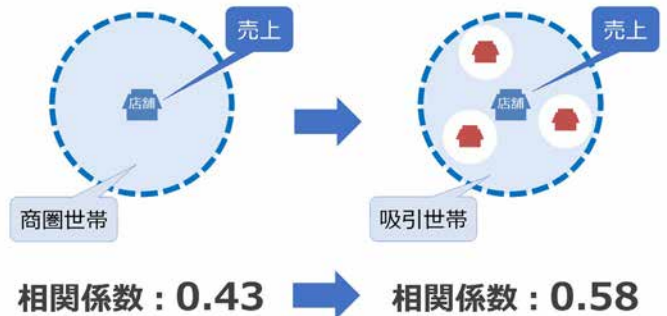 売上
店舗
商圏世帯
売上
店舗
吸引世帯
相関係数：0.43
相関係数：0.58